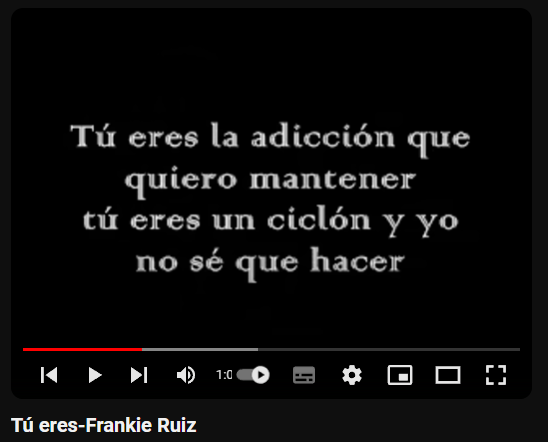 Tú eres la adicción que
quiero mantener
tú eres un ciclón y yo
no sé que hacer
1:0
Tú eres-Frankie Ruiz